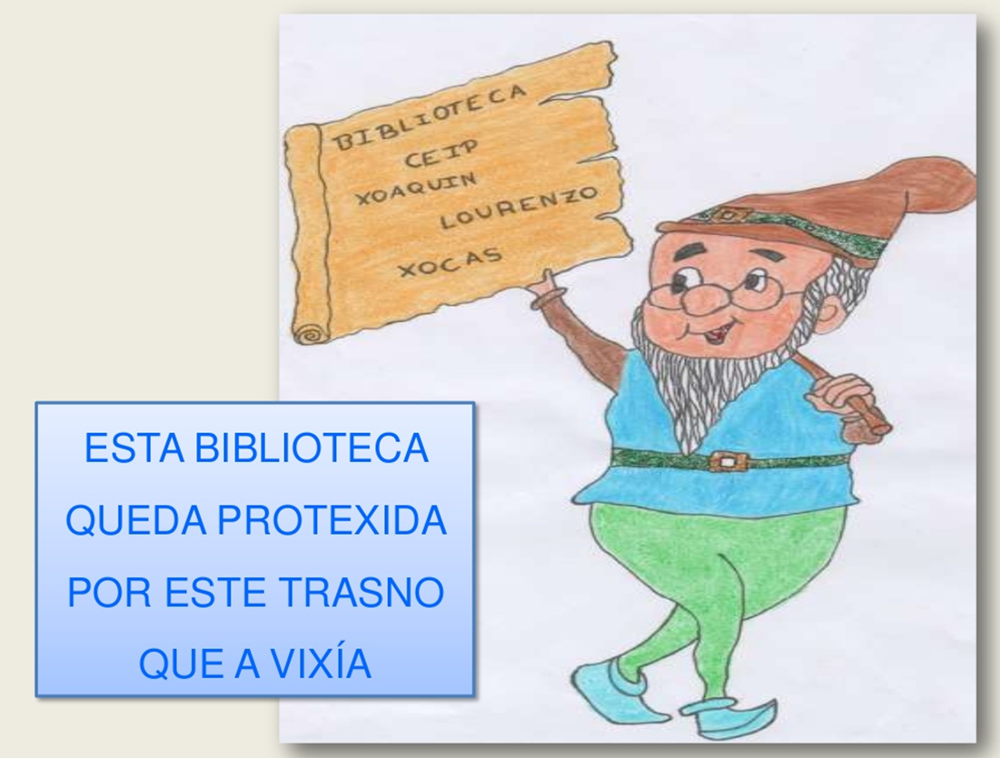 BIBLIOTECA
CEIP
XOAQUIN
LOURENZO
XOCAS
ESTA BIBLIOTECA
QUEDA PROTEXIDA
POR ESTE TRASNO
QUE A VIXÍA